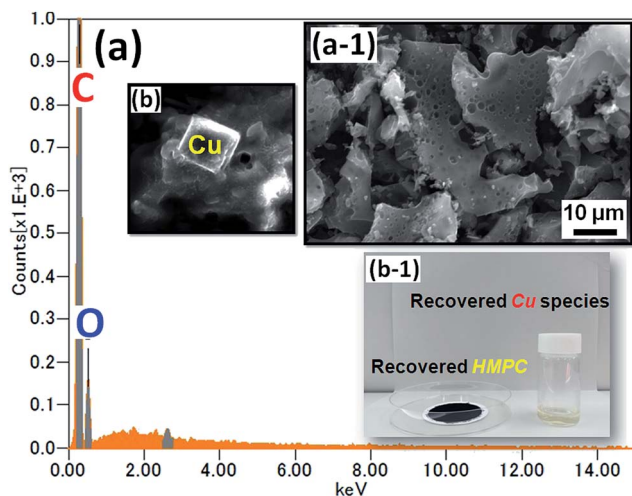 (a)
C
O
Counts[x1.E+3]
1.0
0.9
0.8
0.7
0.6
0.5
0.4
0.3
0.2
0.1
0.0
0.00 2.00 4.00 6.00 8.00 10.00 12.00 14.00
keV
(b)
Cu
(a-1)
10 μm
(b-1)
Recovered Cu species
Recovered HMPC